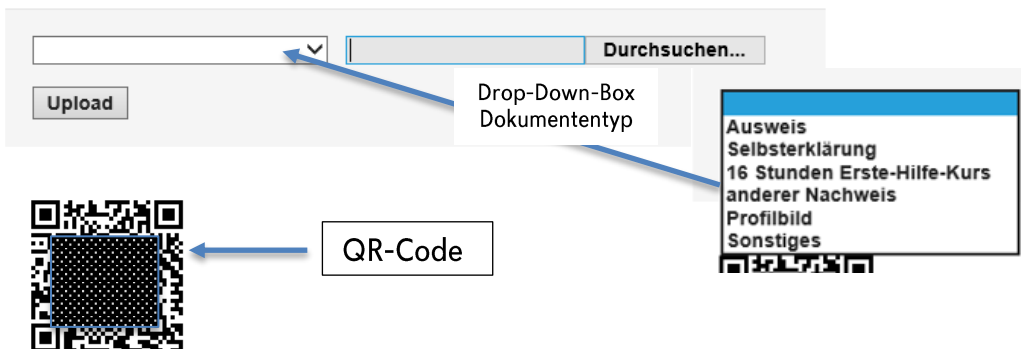 Durchsuchen...
Upload
Drop-Down-Box
Dokumententyp
Ausweis
Selbsterklärung
16 Stunden Erste-Hilfe-Kurs
anderer Nachweis
Profilbild
Sonstiges
QR-Code